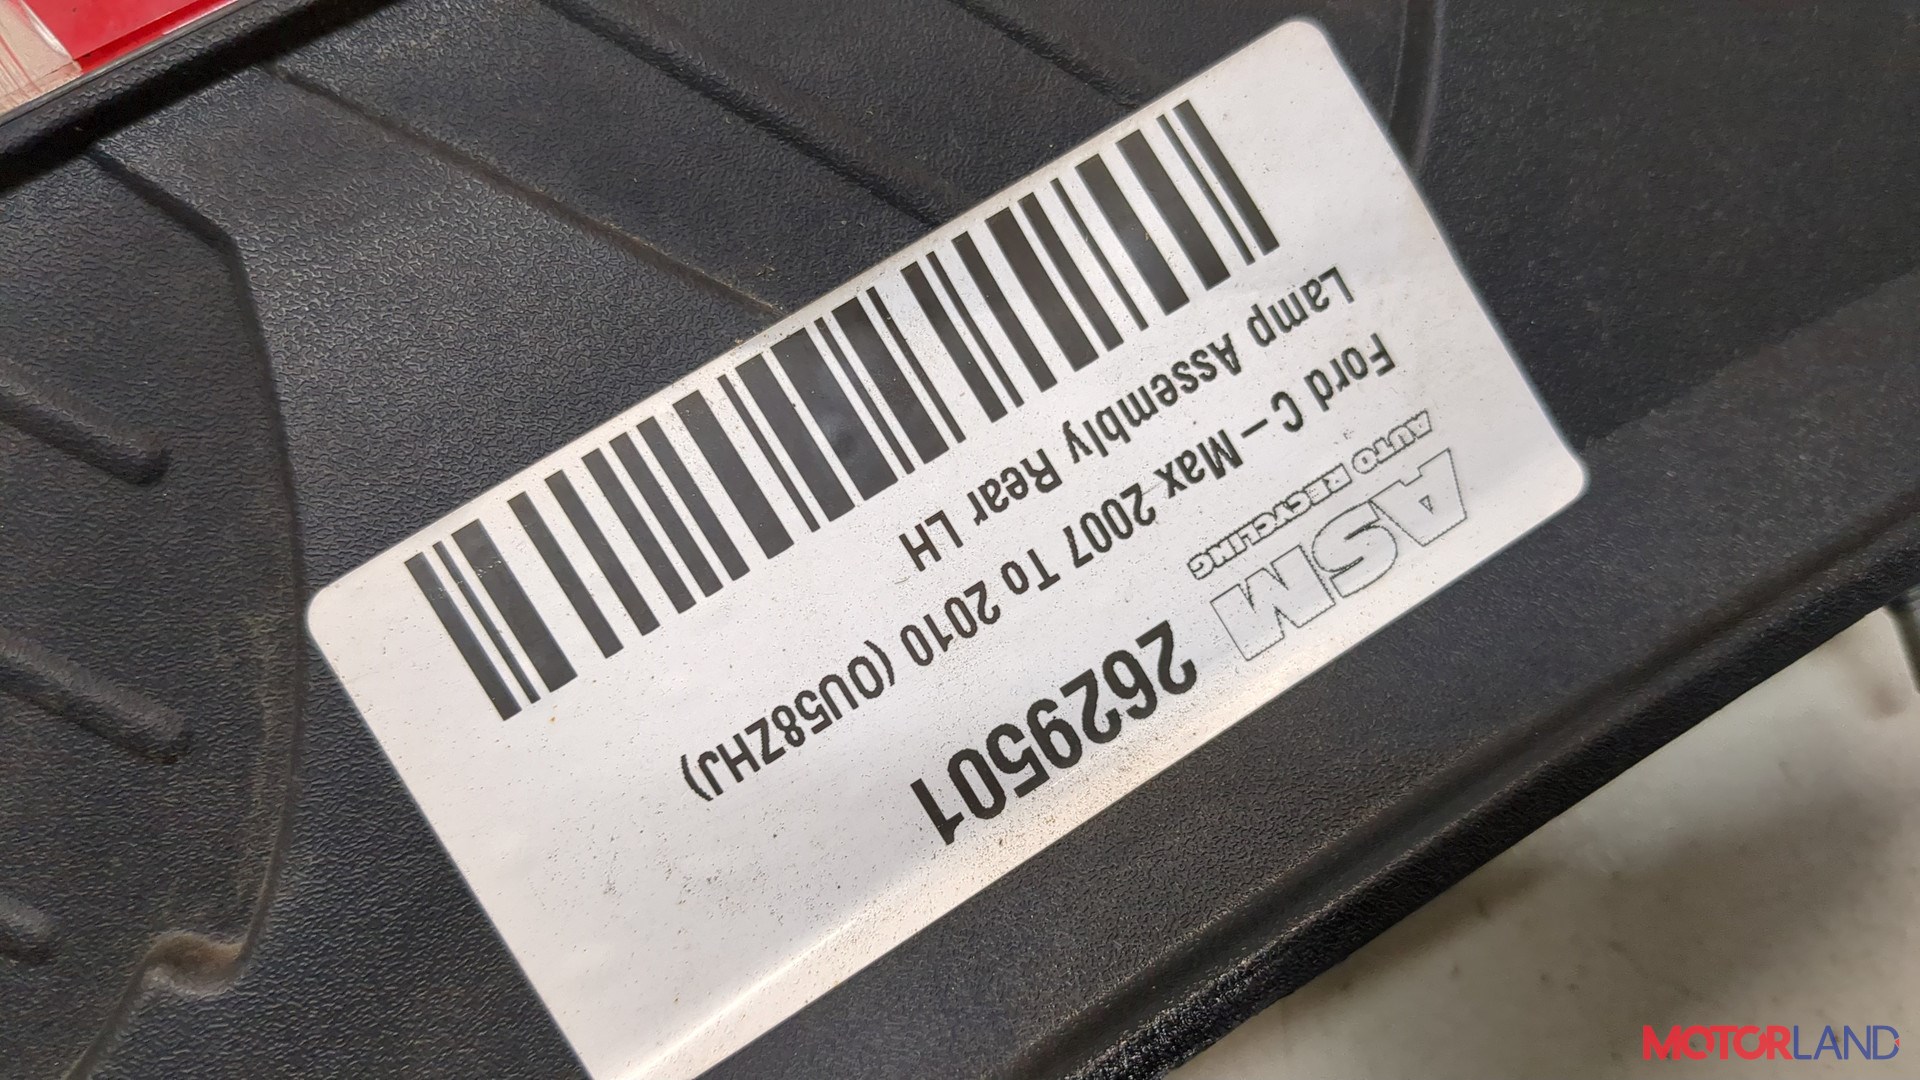 ASM
AUTO RECYCLING
2629501
Ford C-Max 2007 To 2010 (OU58ZHJ)
Lamp Assembly Rear LH
MOTORLAND